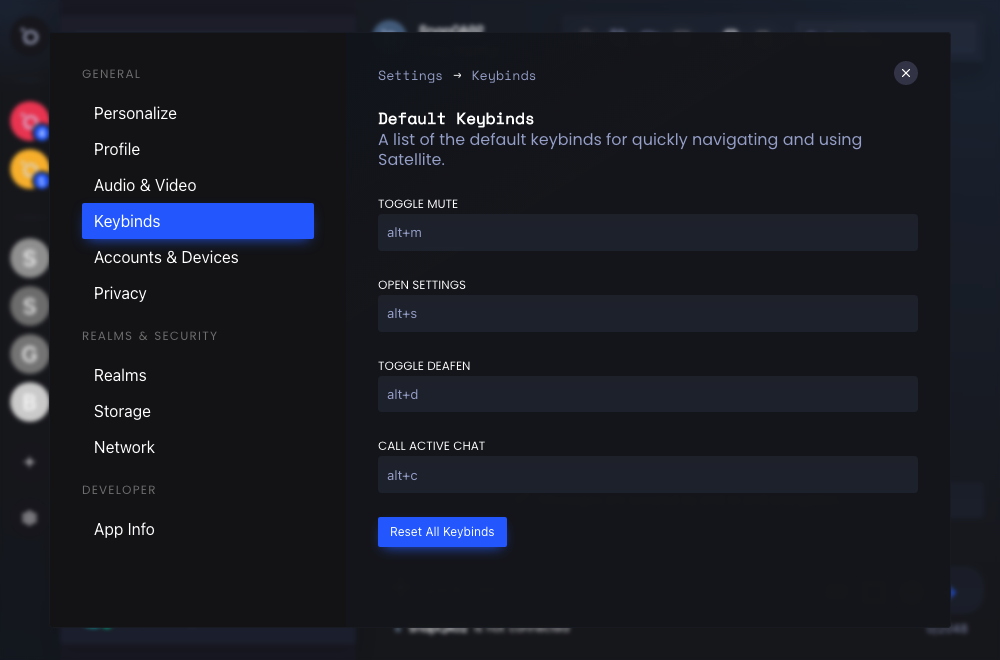 GENERAL
Personalize
Profile
Audio & Video
Keybinds
Accounts & Devices
Privacy
REALMS & SECURITY
Realms
Storage
Network
DEVELOPER
App Info
Settings → Keybinds
Default Keybinds
A list of the default keybinds for quickly navigating and using
Satellite.
TOGGLE MUTE
alt+m
OPEN SETTINGS
alt+s
TOGGLE DEAFEN
alt+d
CALL ACTIVE CHAT
alt+c
Reset All Keybinds
S
S
G
B